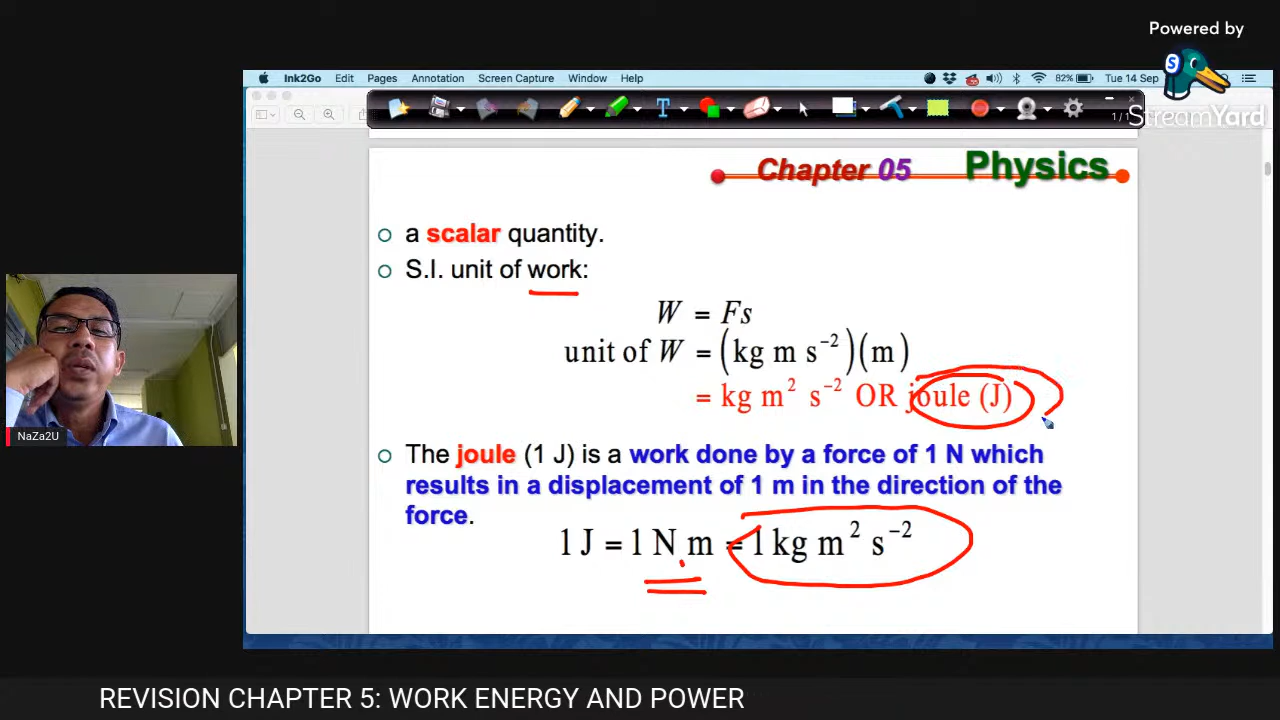 Powered by
StreamYard
Ink2Go Edit Pages Annotation Screen Capture Window Help 82% Tue 14 Sep
T
1/1
Chapter 05 Physics
a scalar quantity.
S.I. unit of work:
W = Fs
unit of W = (kg m s⁻²)(m)
= kg m² s⁻² OR joule (J)
NaZa2U
The joule (1 J) is a work done by a force of 1 N which
results in a displacement of 1 m in the direction of the
force.
1 J = 1 N m = 1 kg m² s⁻²
REVISION CHAPTER 5: WORK ENERGY AND POWER